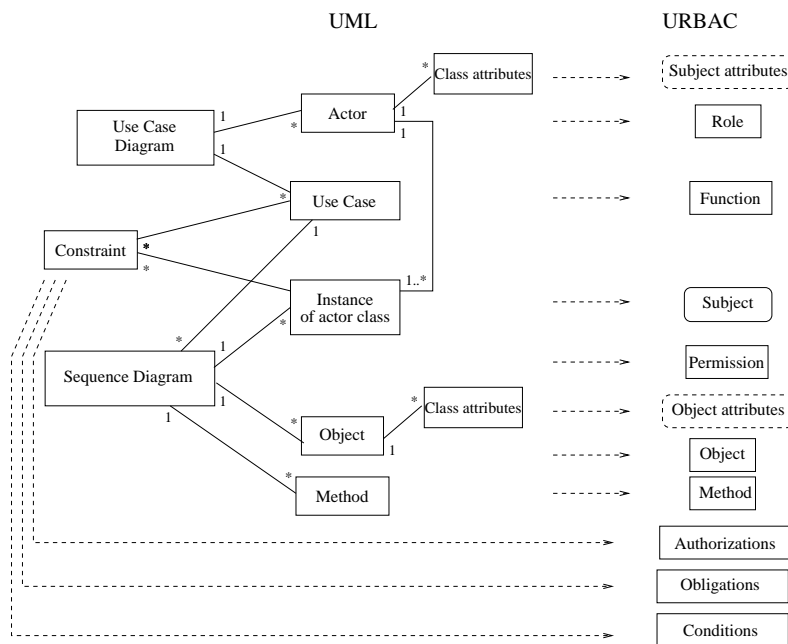 UML URBAC
* Class attributes Subject attributes
Actor 1
1 * 1 Role
Use Case
Diagram
1
* Use Case Function
* 1
Constraint *
*
1..*
Instance
of actor class Subject
* 1 *
Sequence Diagram Permission
1 * Class attributes Object attributes
1 * Object 1
Object
* Method Method
Authorizations
Obligations
Conditions